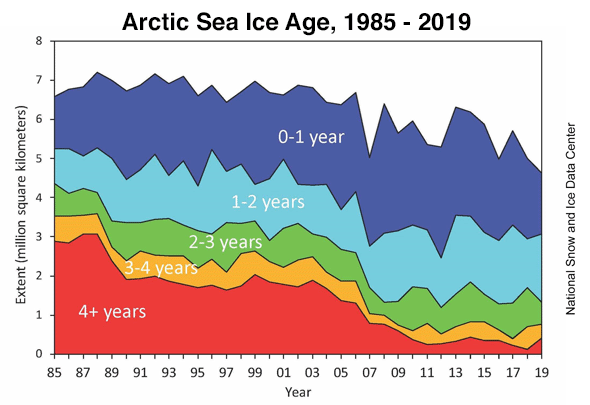 Arctic Sea Ice Age, 1985 - 2019
8
7
6
5
4
3
2
1
0
Extent (million square kilometers)
0-1 year
1-2 years
2-3 years
3-4 years
4+ years
85 87 89 91 93 95 97 99 01 03 05 07 09 11 13 15 17 19
Year
National Snow and Ice Data Center